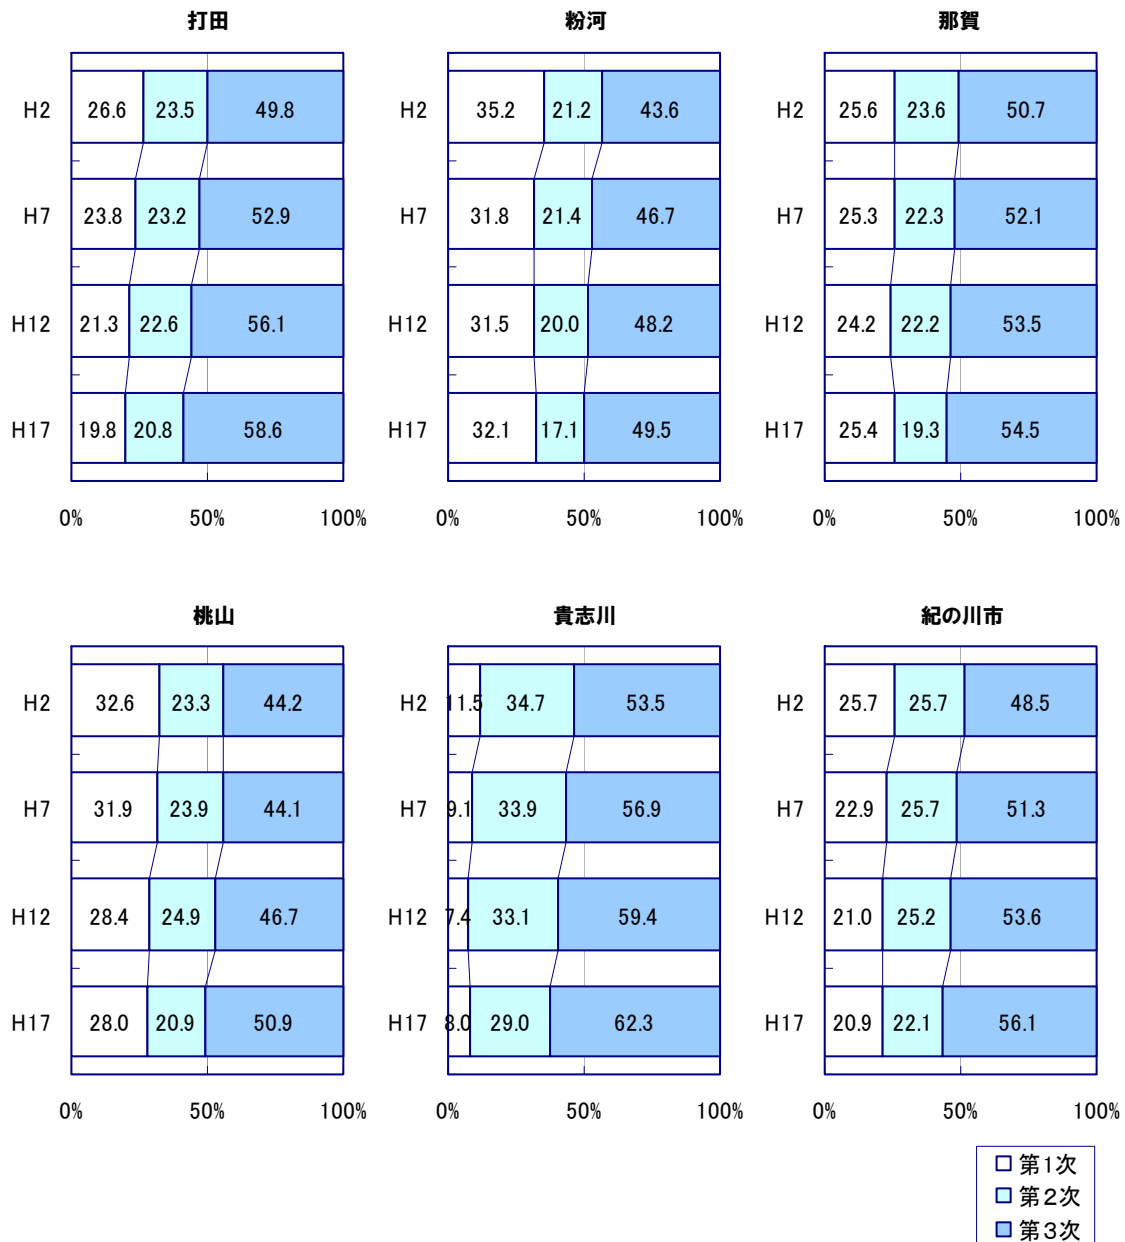 打田
H2 26.6 23.5 49.8
H7 23.8 23.2 52.9
H12 21.3 22.6 56.1
H17 19.8 20.8 58.6
0% 50% 100%
粉河
H2 35.2 21.2 43.6
H7 31.8 21.4 46.7
H12 31.5 20.0 48.2
H17 32.1 17.1 49.5
0% 50% 100%
那賀
H2 25.6 23.6 50.7
H7 25.3 22.3 52.1
H12 24.2 22.2 53.5
H17 25.4 19.3 54.5
0% 50% 100%
桃山
H2 32.6 23.3 44.2
H7 31.9 23.9 44.1
H12 28.4 24.9 46.7
H17 28.0 20.9 50.9
0% 50% 100%
貴志川
H2 11.5 34.7 53.5
H7 9.1 33.9 56.9
H12 7.4 33.1 59.4
H17 8.0 29.0 62.3
0% 50% 100%
紀の川市
H2 25.7 25.7 48.5
H7 22.9 25.7 51.3
H12 21.0 25.2 53.6
H17 20.9 22.1 56.1
0% 50% 100%
第1次
第2次
第3次